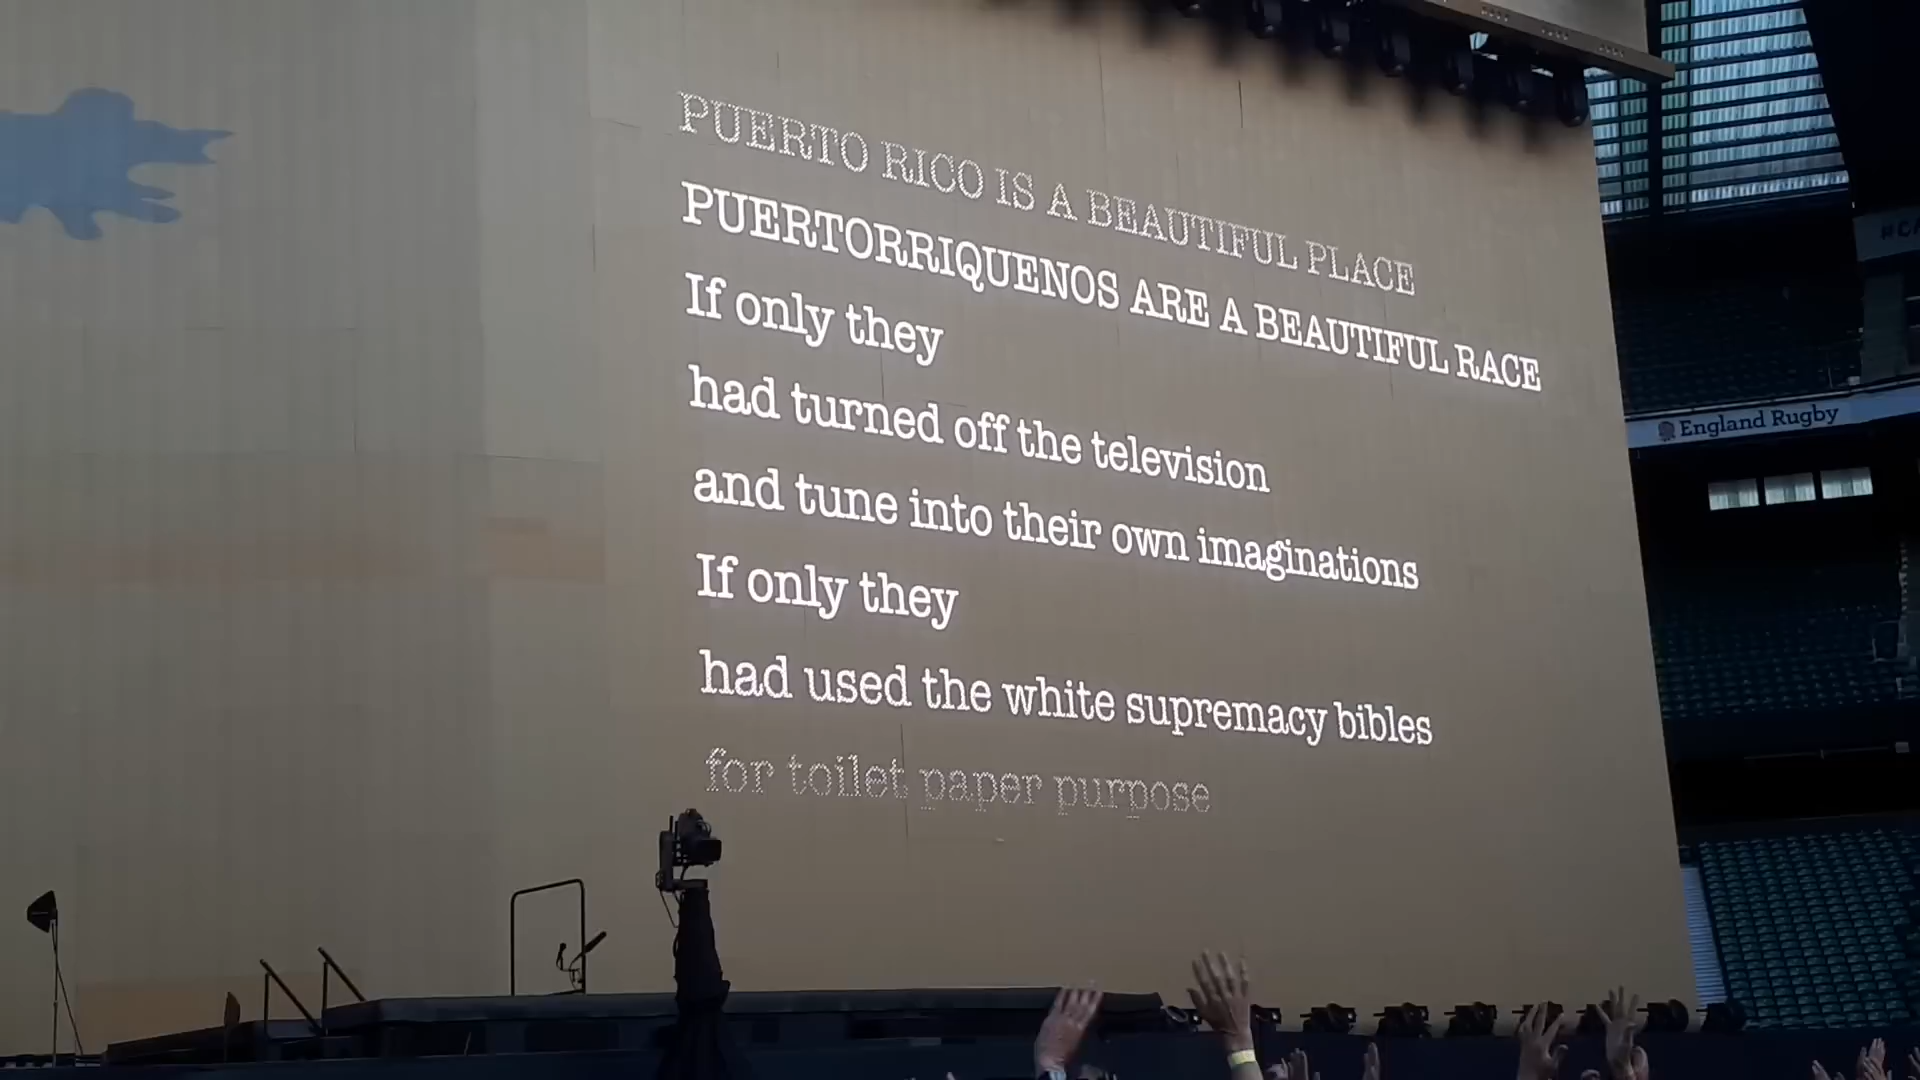 PUERTO RICO IS A BEAUTIFUL PLACE
PUERTORRIQUENOS ARE A BEAUTIFUL RACE
If only they
had turned off the television
and tune into their own imaginations
If only they
had used the white supremacy bibles
for toilet paper purpose
England Rugby